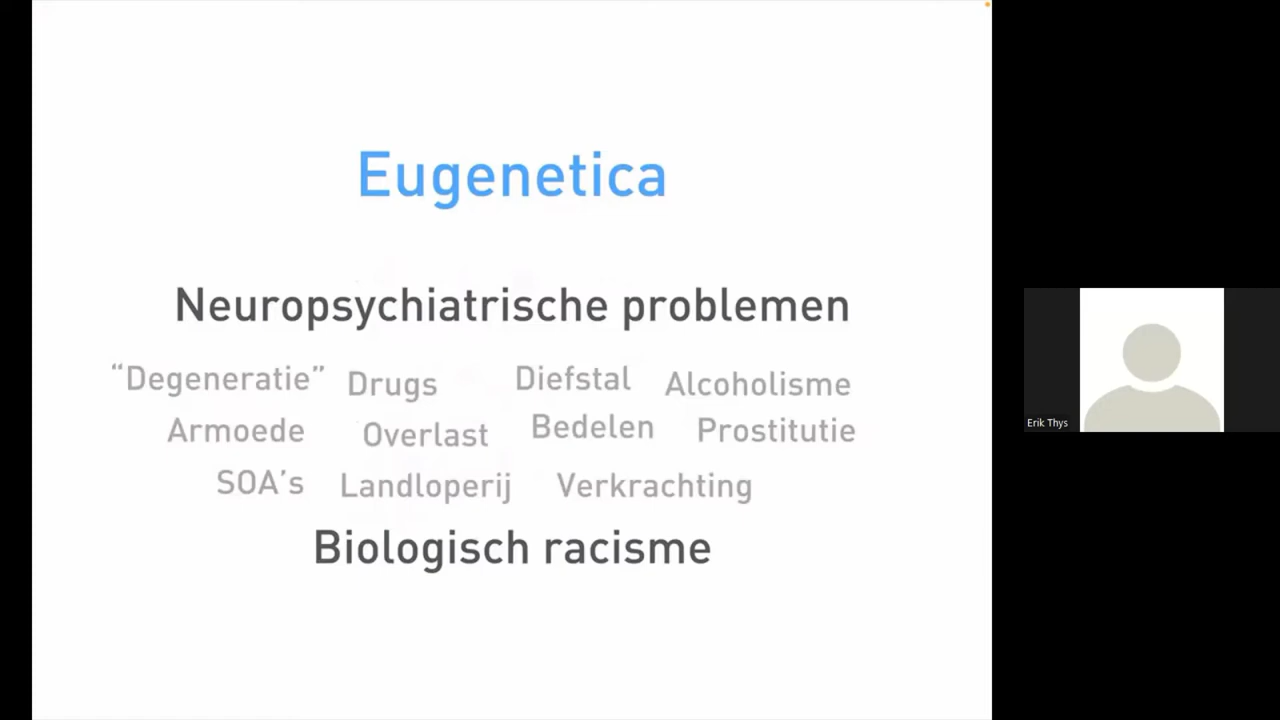 Eugenetica
Neuropsychiatrische problemen
“Degeneratie” Drugs Diefstal Alcoholisme
Armoede Overlast Bedelen Prostitutie
SOA’s Landloperij Verkrachting
Biologisch racisme
Erik Thys